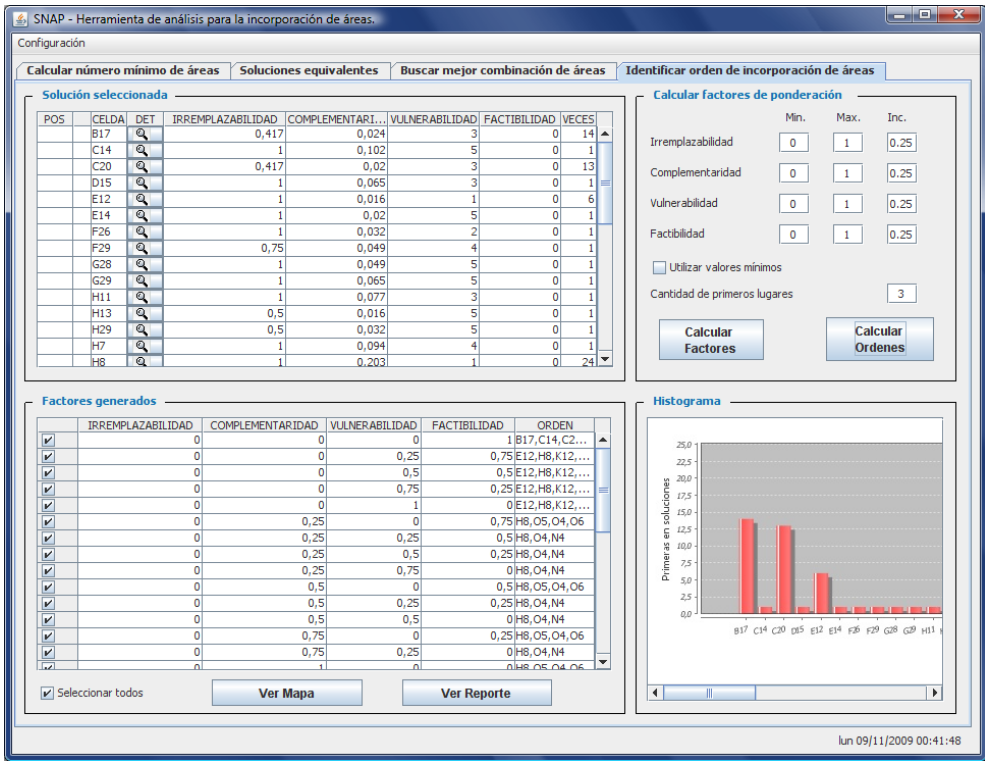 SNAP - Herramienta de análisis para la incorporación de áreas.
Configuración
Calcular número mínimo de áreas Soluciones equivalentes Buscar mejor combinación de áreas Identificar orden de incorporación de áreas
Solución seleccionada
POS CELDA DET IRREMPLAZABILIDAD COMPLEMENTARI... VULNERABILIDAD FACTIBILIDAD VECES
B17 0,417 0,024 3 0 14
C14 1 0,102 5 0 1
C20 0,417 0,02 3 0 13
D15 1 0,065 3 0 1
E12 1 0,016 1 0 6
E14 1 0,02 5 0 1
F26 1 0,032 2 0 1
F29 0,75 0,049 4 0 1
G28 1 0,049 5 0 1
G29 1 0,065 5 0 1
H11 1 0,077 3 0 1
H13 0,5 0,016 5 0 1
H29 0,5 0,032 5 0 1
H7 1 0,094 4 0 1
H8 1 0,203 1 0 24
Calcular factores de ponderación
Min. Max. Inc.
Irremplazabilidad 0 1 0.25
Complementaridad 0 1 0.25
Vulnerabilidad 0 1 0.25
Factibilidad 0 1 0.25
Utilizar valores mínimos
Cantidad de primeros lugares 3
Calcular Factores
Calcular Ordenes
Factores generados
IRREMPLAZABILIDAD COMPLEMENTARIDAD VULNERABILIDAD FACTIBILIDAD ORDEN
0 0 0 1 B17,C14,C2...
0 0 0,25 0,75 E12,H8,K12,...
0 0 0,5 0,5 E12,H8,K12,...
0 0 0,75 0,25 E12,H8,K12,...
0 0 1 0 E12,H8,K12,...
0 0,25 0 0,75 H8,O5,O4,O6
0 0,25 0,25 0,5 H8,O4,N4
0 0,25 0,5 0,25 H8,O4,N4
0 0,25 0,75 0 H8,O4,N4
0 0,5 0 0,5 H8,O5,O4,O6
0 0,5 0,25 0,25 H8,O4,N4
0 0,5 0,5 0 H8,O4,N4
0 0,75 0 0,25 H8,O5,O4,O6
0 0,75 0,25 0 H8,O4,N4
0 1 0 0 H8,O5,O4,O6
Seleccionar todos
Ver Mapa
Ver Reporte
Histograma
Primeras en soluciones
25,0
22,5
20,0
17,5
15,0
12,5
10,0
7,5
5,0
2,5
0,0
B17 C14 C20 D15 E12 E14 F26 F29 G28 G29 H11
lun 09/11/2009 00:41:48